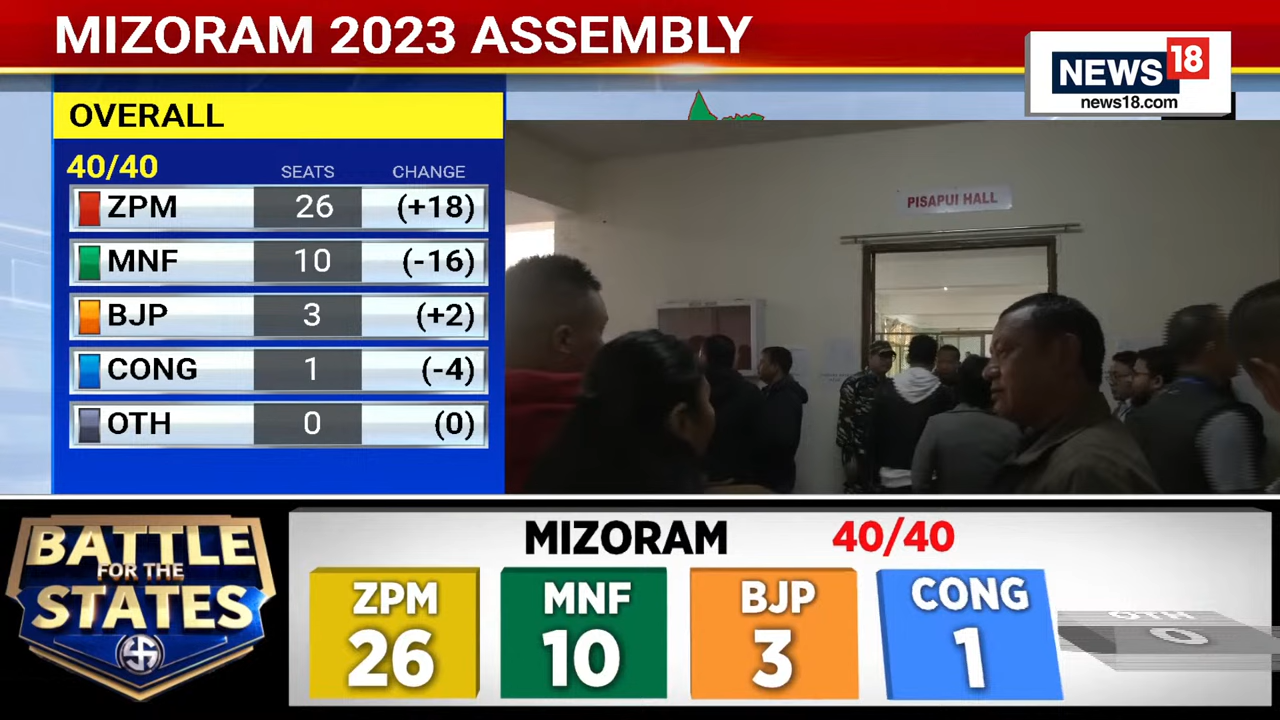 MIZORAM 2023 ASSEMBLY
NEWS 18
news18.com
OVERALL
40/40 SEATS CHANGE
ZPM 26 (+18)
MNF 10 (-16)
BJP 3 (+2)
CONG 1 (-4)
OTH 0 (0)
PISAPUI HALL
BATTLE
FOR THE
STATES
MIZORAM 40/40
ZPM MNF BJP CONG OTH
26 10 3 1 0